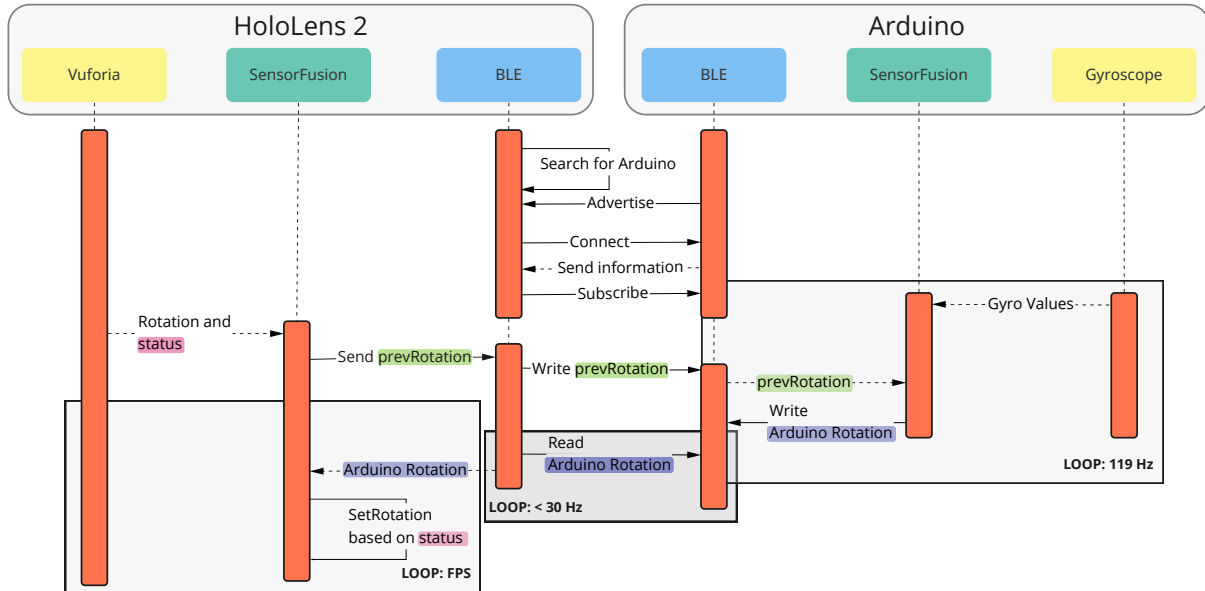 HoloLens 2
Arduino
Vuforia
SensorFusion
BLE
BLE
SensorFusion
Gyroscope
Search for Arduino
Advertise
Connect
Send information
Subscribe
Gyro Values
Rotation and
status
Send prevRotation
Write prevRotation
prevRotation
Write
Arduino Rotation
Read
Arduino Rotation
Arduino Rotation
LOOP: 119 Hz
LOOP: < 30 Hz
SetRotation
based on status
LOOP: FPS